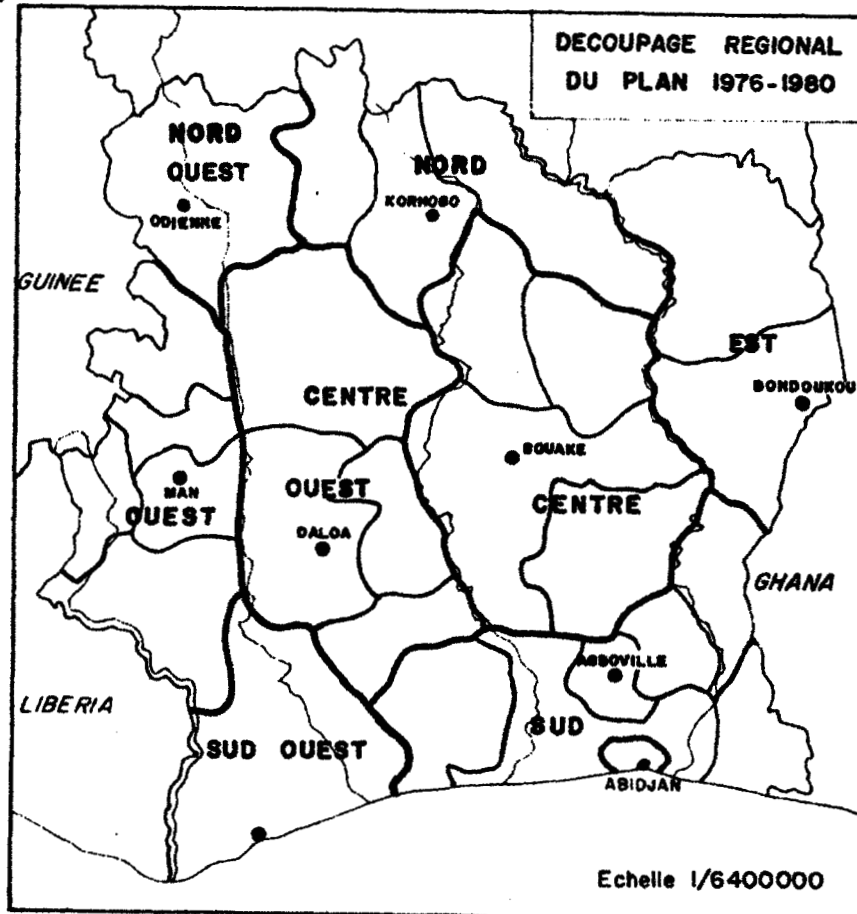 DECOUPAGE REGIONAL
DU PLAN 1976-1980
NORD
OUEST
ODIENNE
NORD
KORHOGO
GUINEE
EST
BONDOUKOU
CENTRE
OUEST
DALOA
BOUAKE
CENTRE
MAN
OUEST
GHANA
LIBERIA
AGBOVILLE
SUD OUEST
SUD
ABIDJAN
Echelle 1/6400000